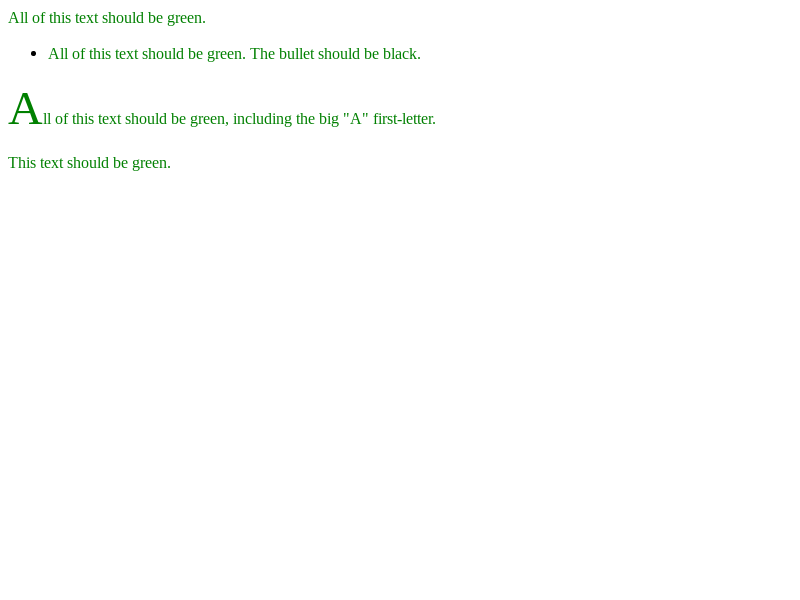 All of this text should be green.
• All of this text should be green. The bullet should be black.
All of this text should be green, including the big "A" first-letter.
This text should be green.